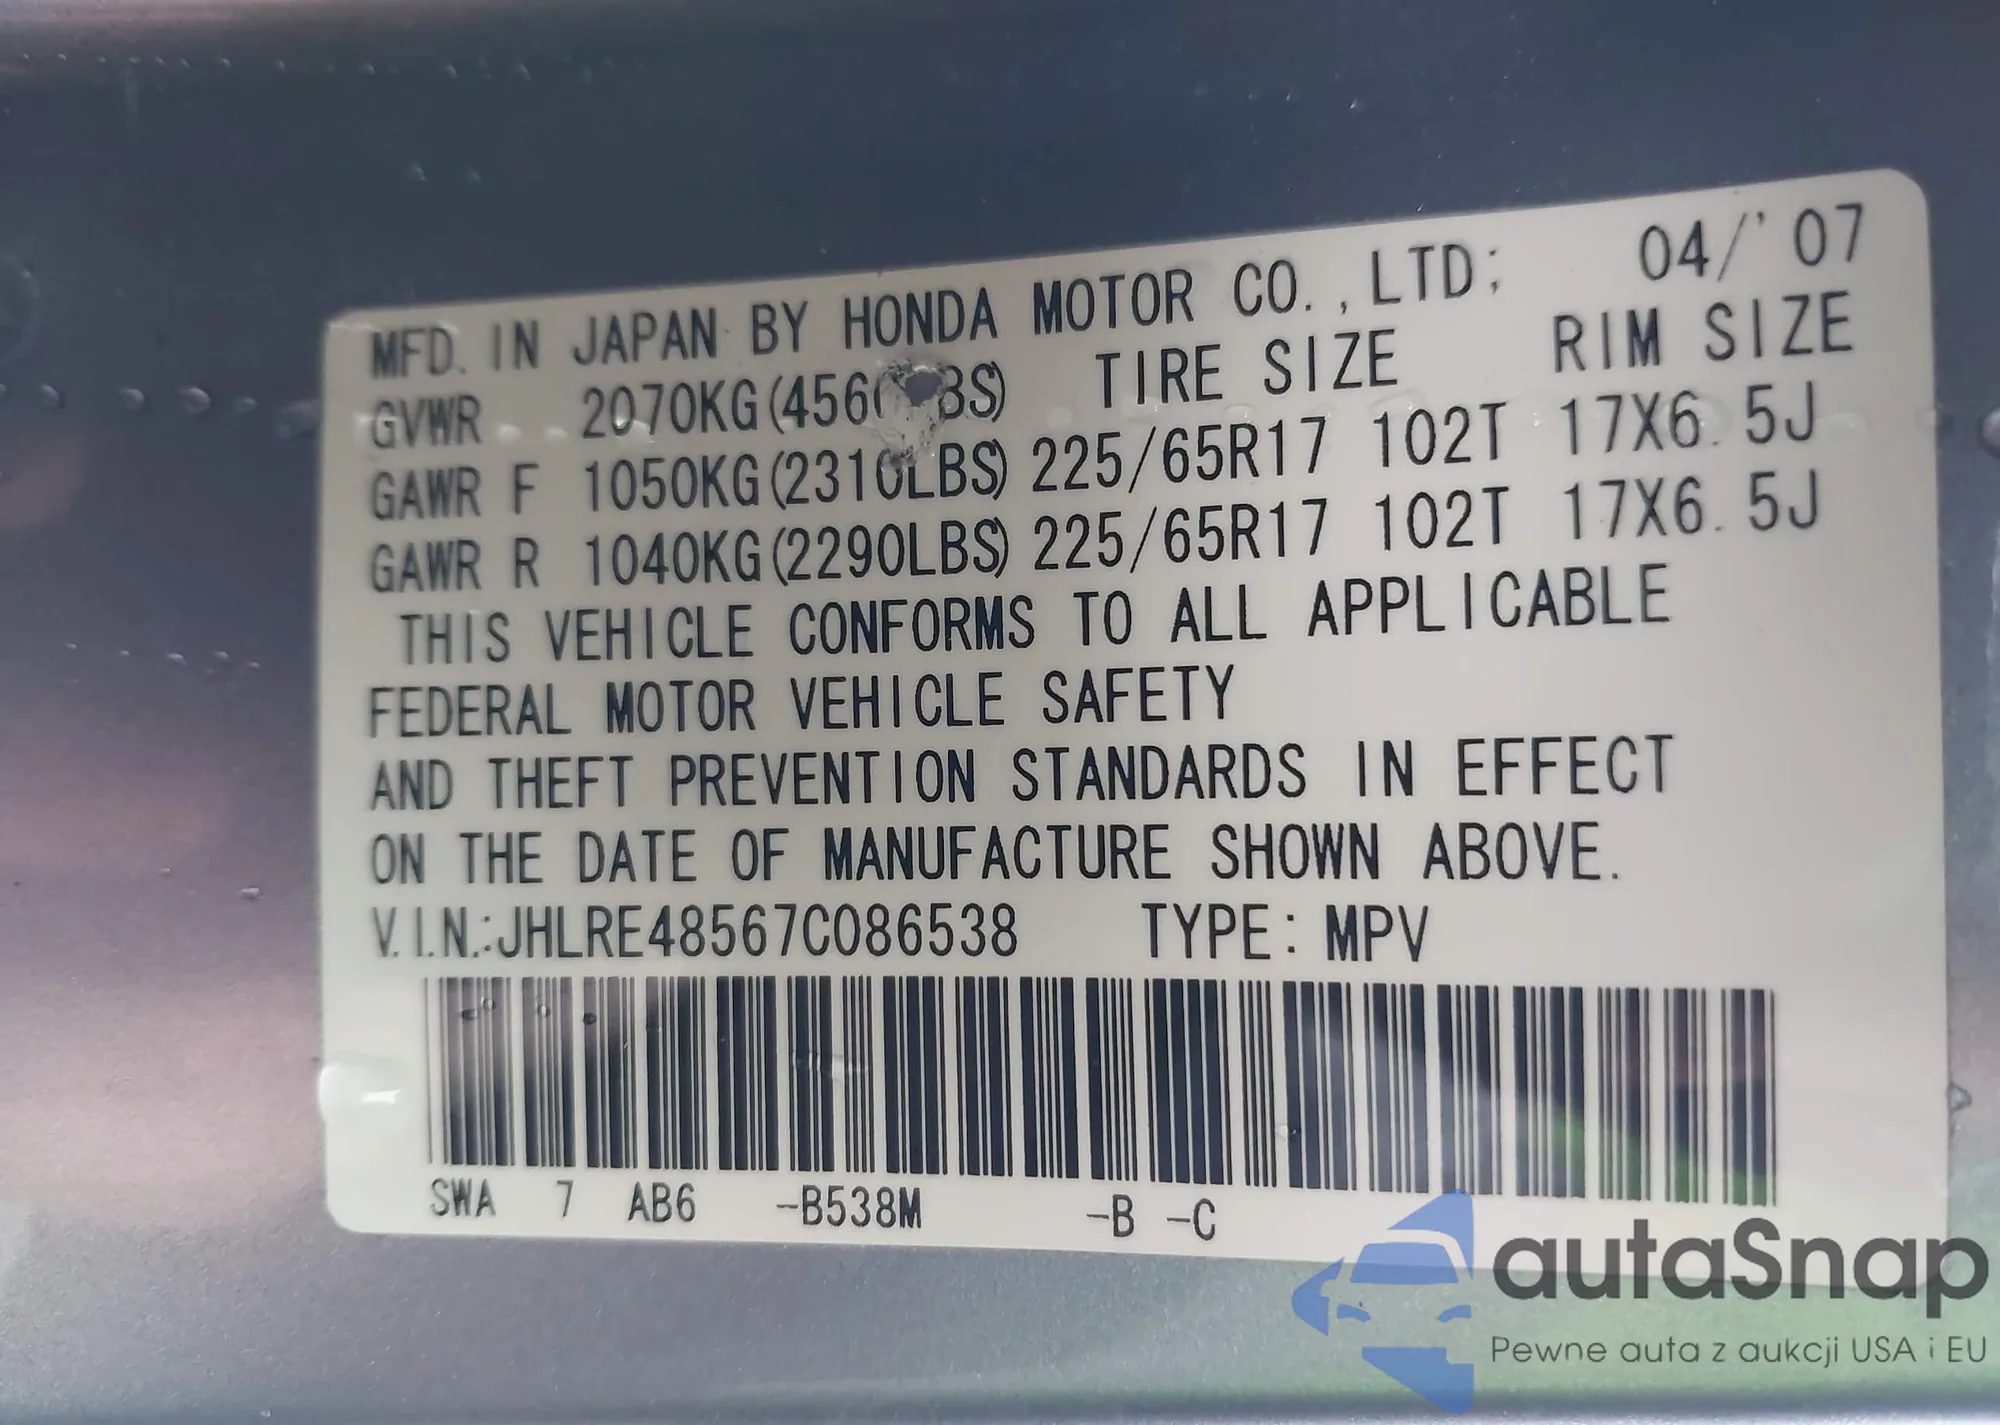 MFD. IN JAPAN BY HONDA MOTOR CO.,LTD; 04/'07
GVWR 2070KG TIRE SIZE RIM SIZE
GAWR F 1050KG(2310LBS) 225/65R17 102T 17X6.5J
GAWR R 1040KG(2290LBS) 225/65R17 102T 17X6.5J
THIS VEHICLE CONFORMS TO ALL APPLICABLE
FEDERAL MOTOR VEHICLE SAFETY
AND THEFT PREVENTION STANDARDS IN EFFECT
ON THE DATE OF MANUFACTURE SHOWN ABOVE.
V.I.N.:JHLRE48567C086538 TYPE: MPV
SWA 7 AB6 -B538M -B -C
autaSnap
Pewne auta z aukcji USA i EU